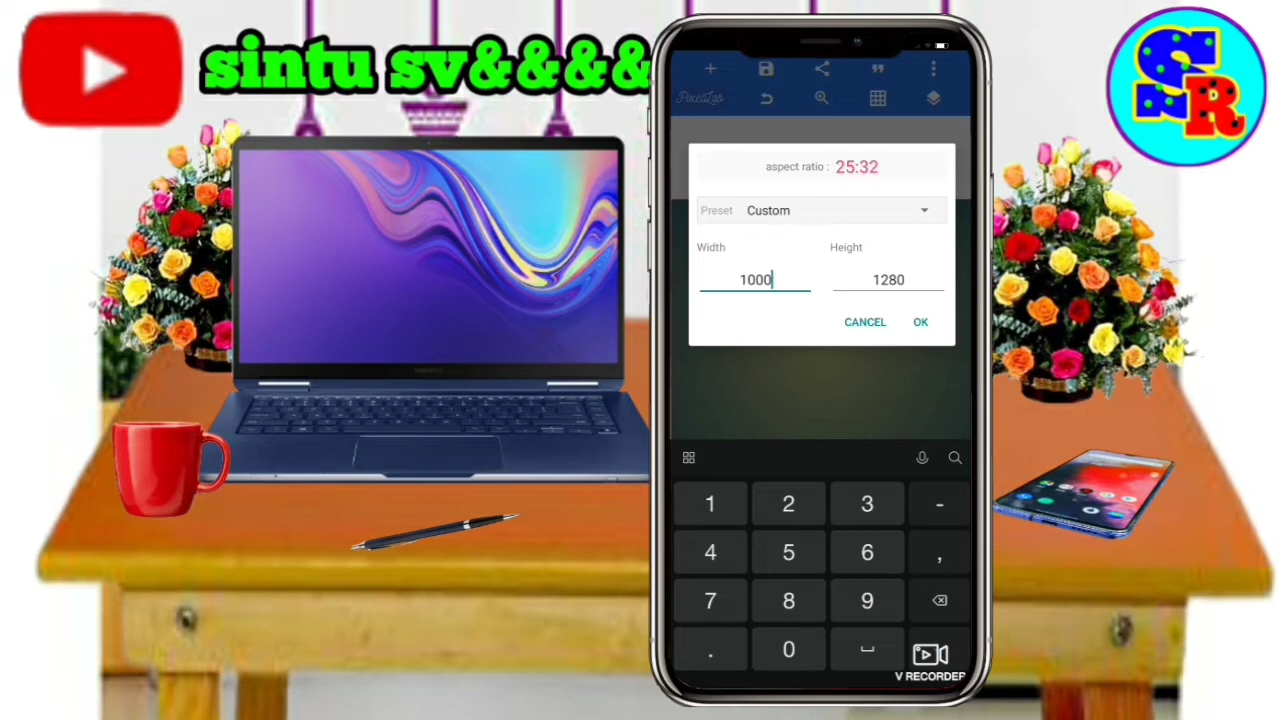 sintu sv&&&&
SNR
PixelLab
aspect ratio : 25:32
Preset Custom
Width Height
1000 1280
CANCEL OK
1 2 3 -
4 5 6 ,
7 8 9
. 0
V RECORDER